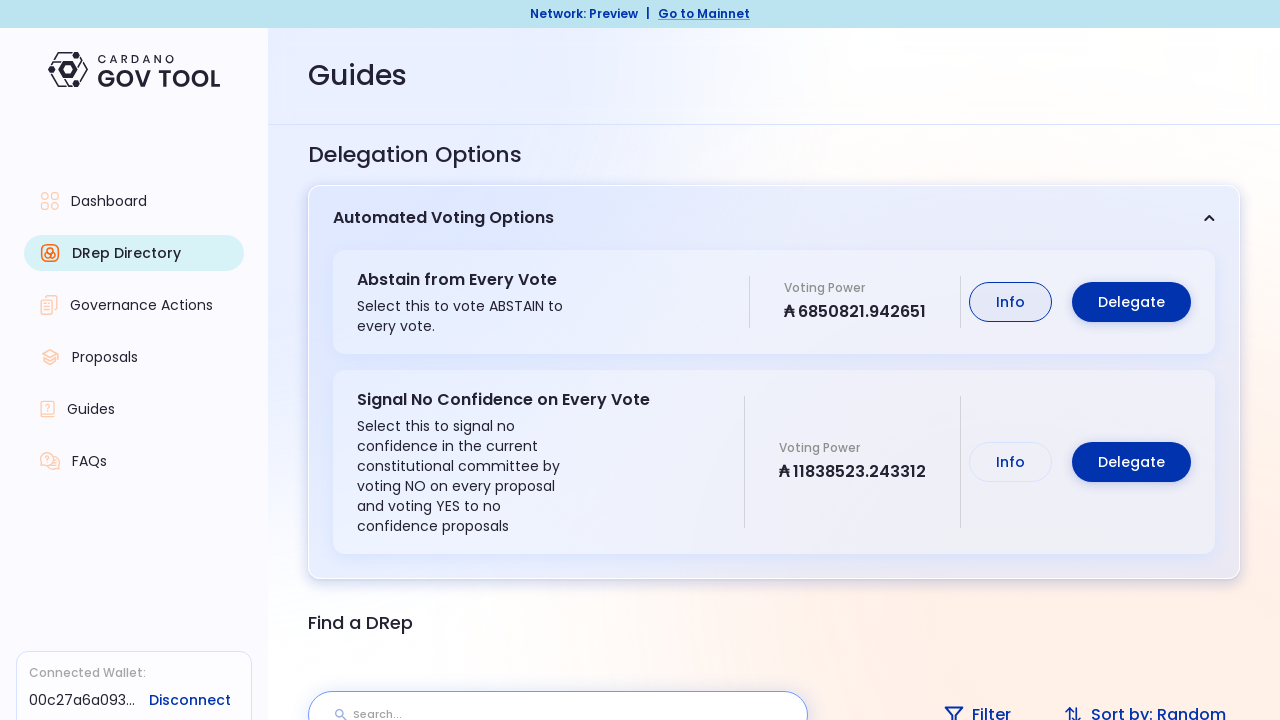 Network: Preview | Go to Mainnet
CARDANO
GOV TOOL
Dashboard
DRep Directory
Governance Actions
Proposals
Guides
FAQs
Connected Wallet:
00c27a6a093... Disconnect
Guides
Delegation Options
Automated Voting Options
Abstain from Every Vote
Select this to vote ABSTAIN to
every vote.
Voting Power
₳ 6850821.942651
Info
Delegate
Signal No Confidence on Every Vote
Select this to signal no
confidence in the current
constitutional committee by
voting NO on every proposal
and voting YES to no
confidence proposals
Voting Power
₳ 11838523.243312
Info
Delegate
Find a DRep
Search...
Filter
Sort by: Random